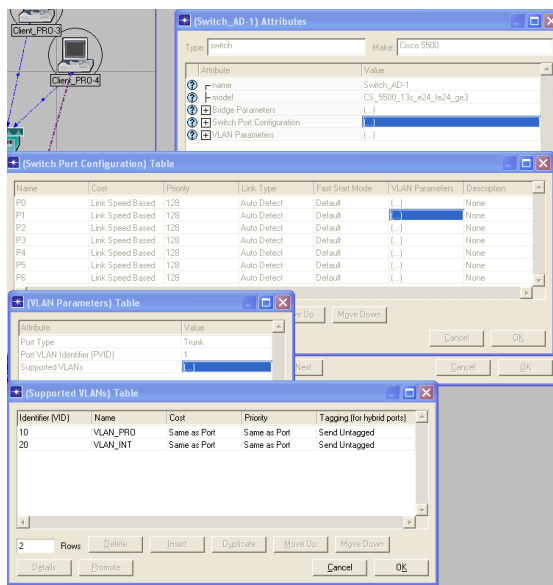 Client_PRO-3
Client_PRO-4
(Switch_AD-1) Attributes
Type: switch Make: Cisco 5500
Attribute Value
name Switch_AD-1
model CS_5500_13s_e24_fe24_ge3
Bridge Parameters (...)
Switch Port Configuration (...)
VLAN Parameters (...)
(Switch Port Configuration) Table
Name Cost Priority Link Type Fast Start Mode VLAN Parameters Description
P0 Link Speed Based 128 Auto Detect Default (...) None
P1 Link Speed Based 128 Auto Detect Default (...) None
P2 Link Speed Based 128 Auto Detect Default (...) None
P3 Link Speed Based 128 Auto Detect Default (...) None
P4 Link Speed Based 128 Auto Detect Default (...) None
P5 Link Speed Based 128 Auto Detect Default (...) None
P6 Link Speed Based 128 Auto Detect Default (...) None
ve Up Move Down
Cancel OK
Next Cancel OK
(VLAN Parameters) Table
Attribute Value
Port Type Trunk
Port VLAN Identifier (PVID) 1
Supported VLANs (...)
(Supported VLANs) Table
Identifier (VID) Name Cost Priority Tagging (for hybrid ports)
10 VLAN_PRO Same as Port Same as Port Send Untagged
20 VLAN_INT Same as Port Same as Port Send Untagged
2 Rows Delete Insert Duplicate Move Up Move Down
Details Promote Cancel OK